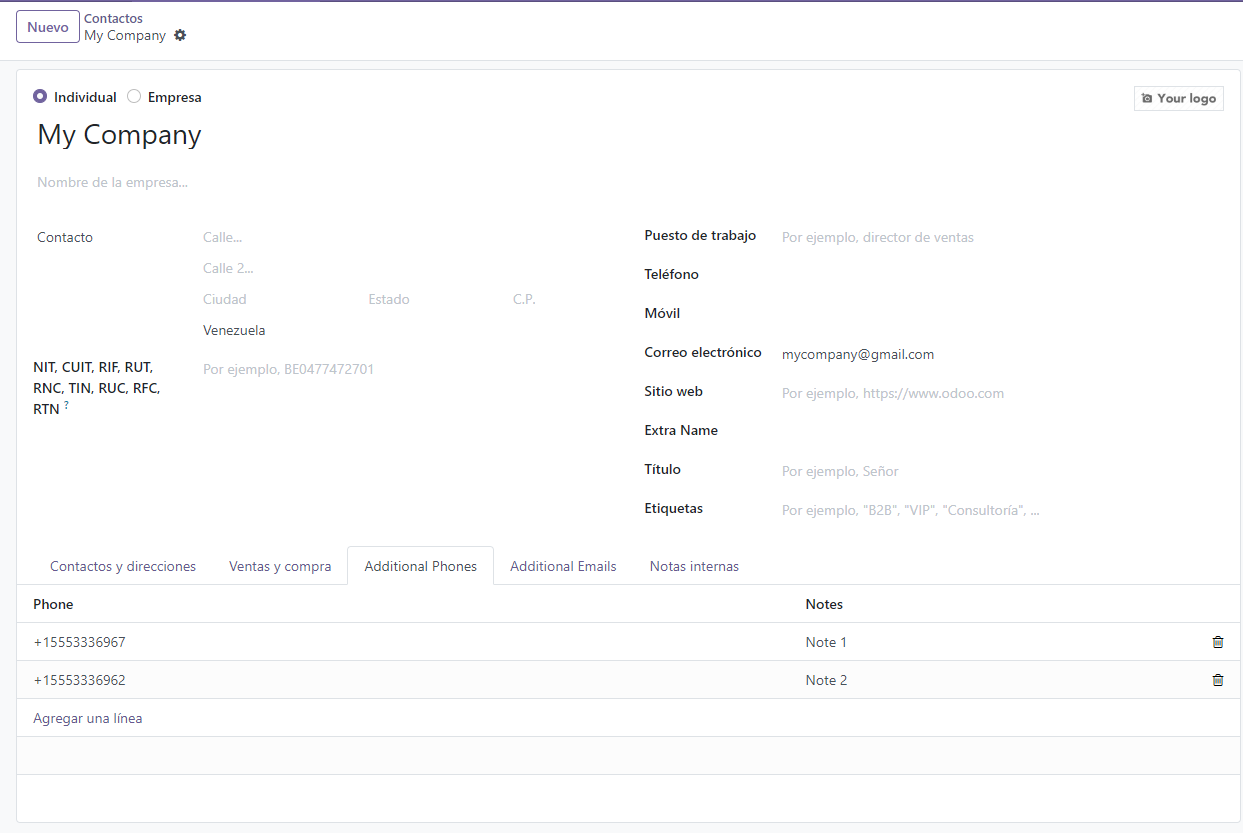 Nuevo
Contactos
My Company
Individual
Empresa
Your logo
My Company
Nombre de la empresa...
Contacto
Calle...
Calle 2...
Ciudad
Estado
C.P.
Venezuela
NIT, CUIT, RIF, RUT,
RNC, TIN, RUC, RFC,
RTN ?
Por ejemplo, BE0477472701
Puesto de trabajo
Por ejemplo, director de ventas
Teléfono
Móvil
Correo electrónico
mycompany@gmail.com
Sitio web
Por ejemplo, https://www.odoo.com
Extra Name
Título
Por ejemplo, Señor
Etiquetas
Por ejemplo, "B2B", "VIP", "Consultoría", ...
Contactos y direcciones
Ventas y compra
Additional Phones
Additional Emails
Notas internas
Phone
Notes
+15553336967
Note 1
+15553336962
Note 2
Agregar una línea